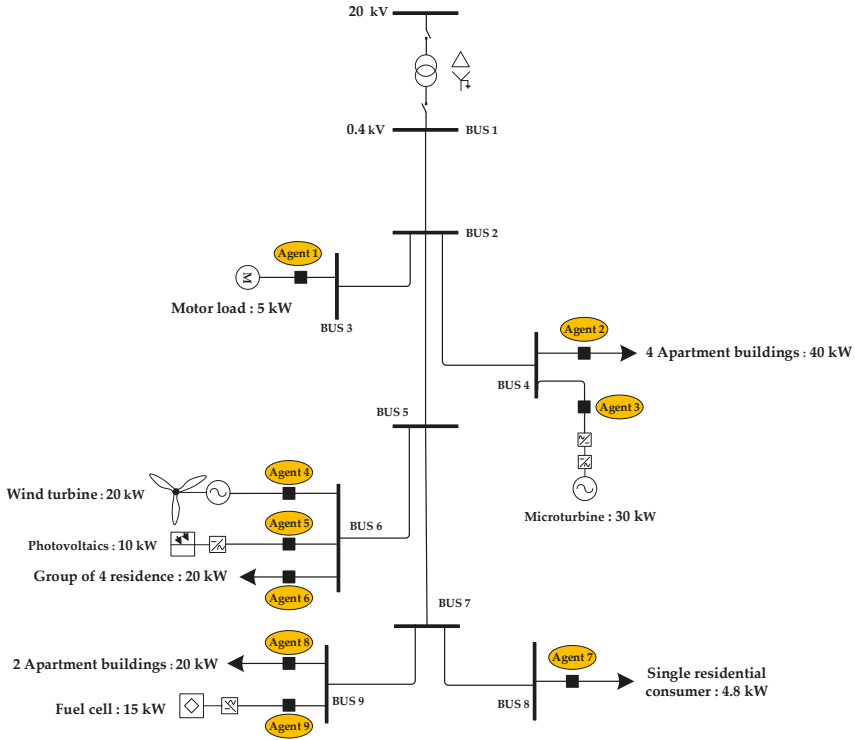 20 kV
0.4 kV
BUS 1
BUS 2
Agent 1
M
Motor load : 5 kW
BUS 3
Agent 2
4 Apartment buildings : 40 kW
BUS 4
Agent 3
Microturbine : 30 kW
BUS 5
Agent 4
Wind turbine : 20 kW
Agent 5
BUS 6
Photovoltaics : 10 kW
Group of 4 residence : 20 kW
Agent 6
BUS 7
Agent 8
2 Apartment buildings : 20 kW
Agent 7
Single residential
consumer : 4.8 kW
BUS 9
BUS 8
Fuel cell : 15 kW
Agent 9